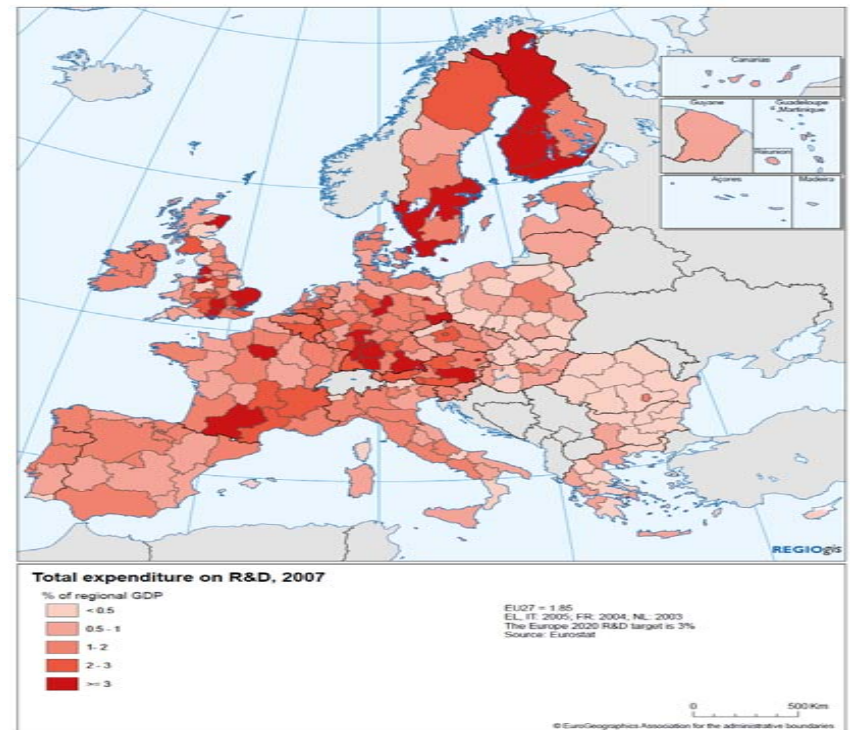 Canarias
Guyane
Guadeloupe
Martinique
Réunion
Açores
Madeira
REGIOgis
Total expenditure on R&D, 2007
% of regional GDP
< 0.5
0.5 - 1
1- 2
2 - 3
>= 3
EU27 = 1.85
EL, IT: 2005; FR: 2004; NL: 2003
The Europe 2020 R&D target is 3%
Source: Eurostat
0 500 Km
© EuroGeographics Association for the administrative boundaries